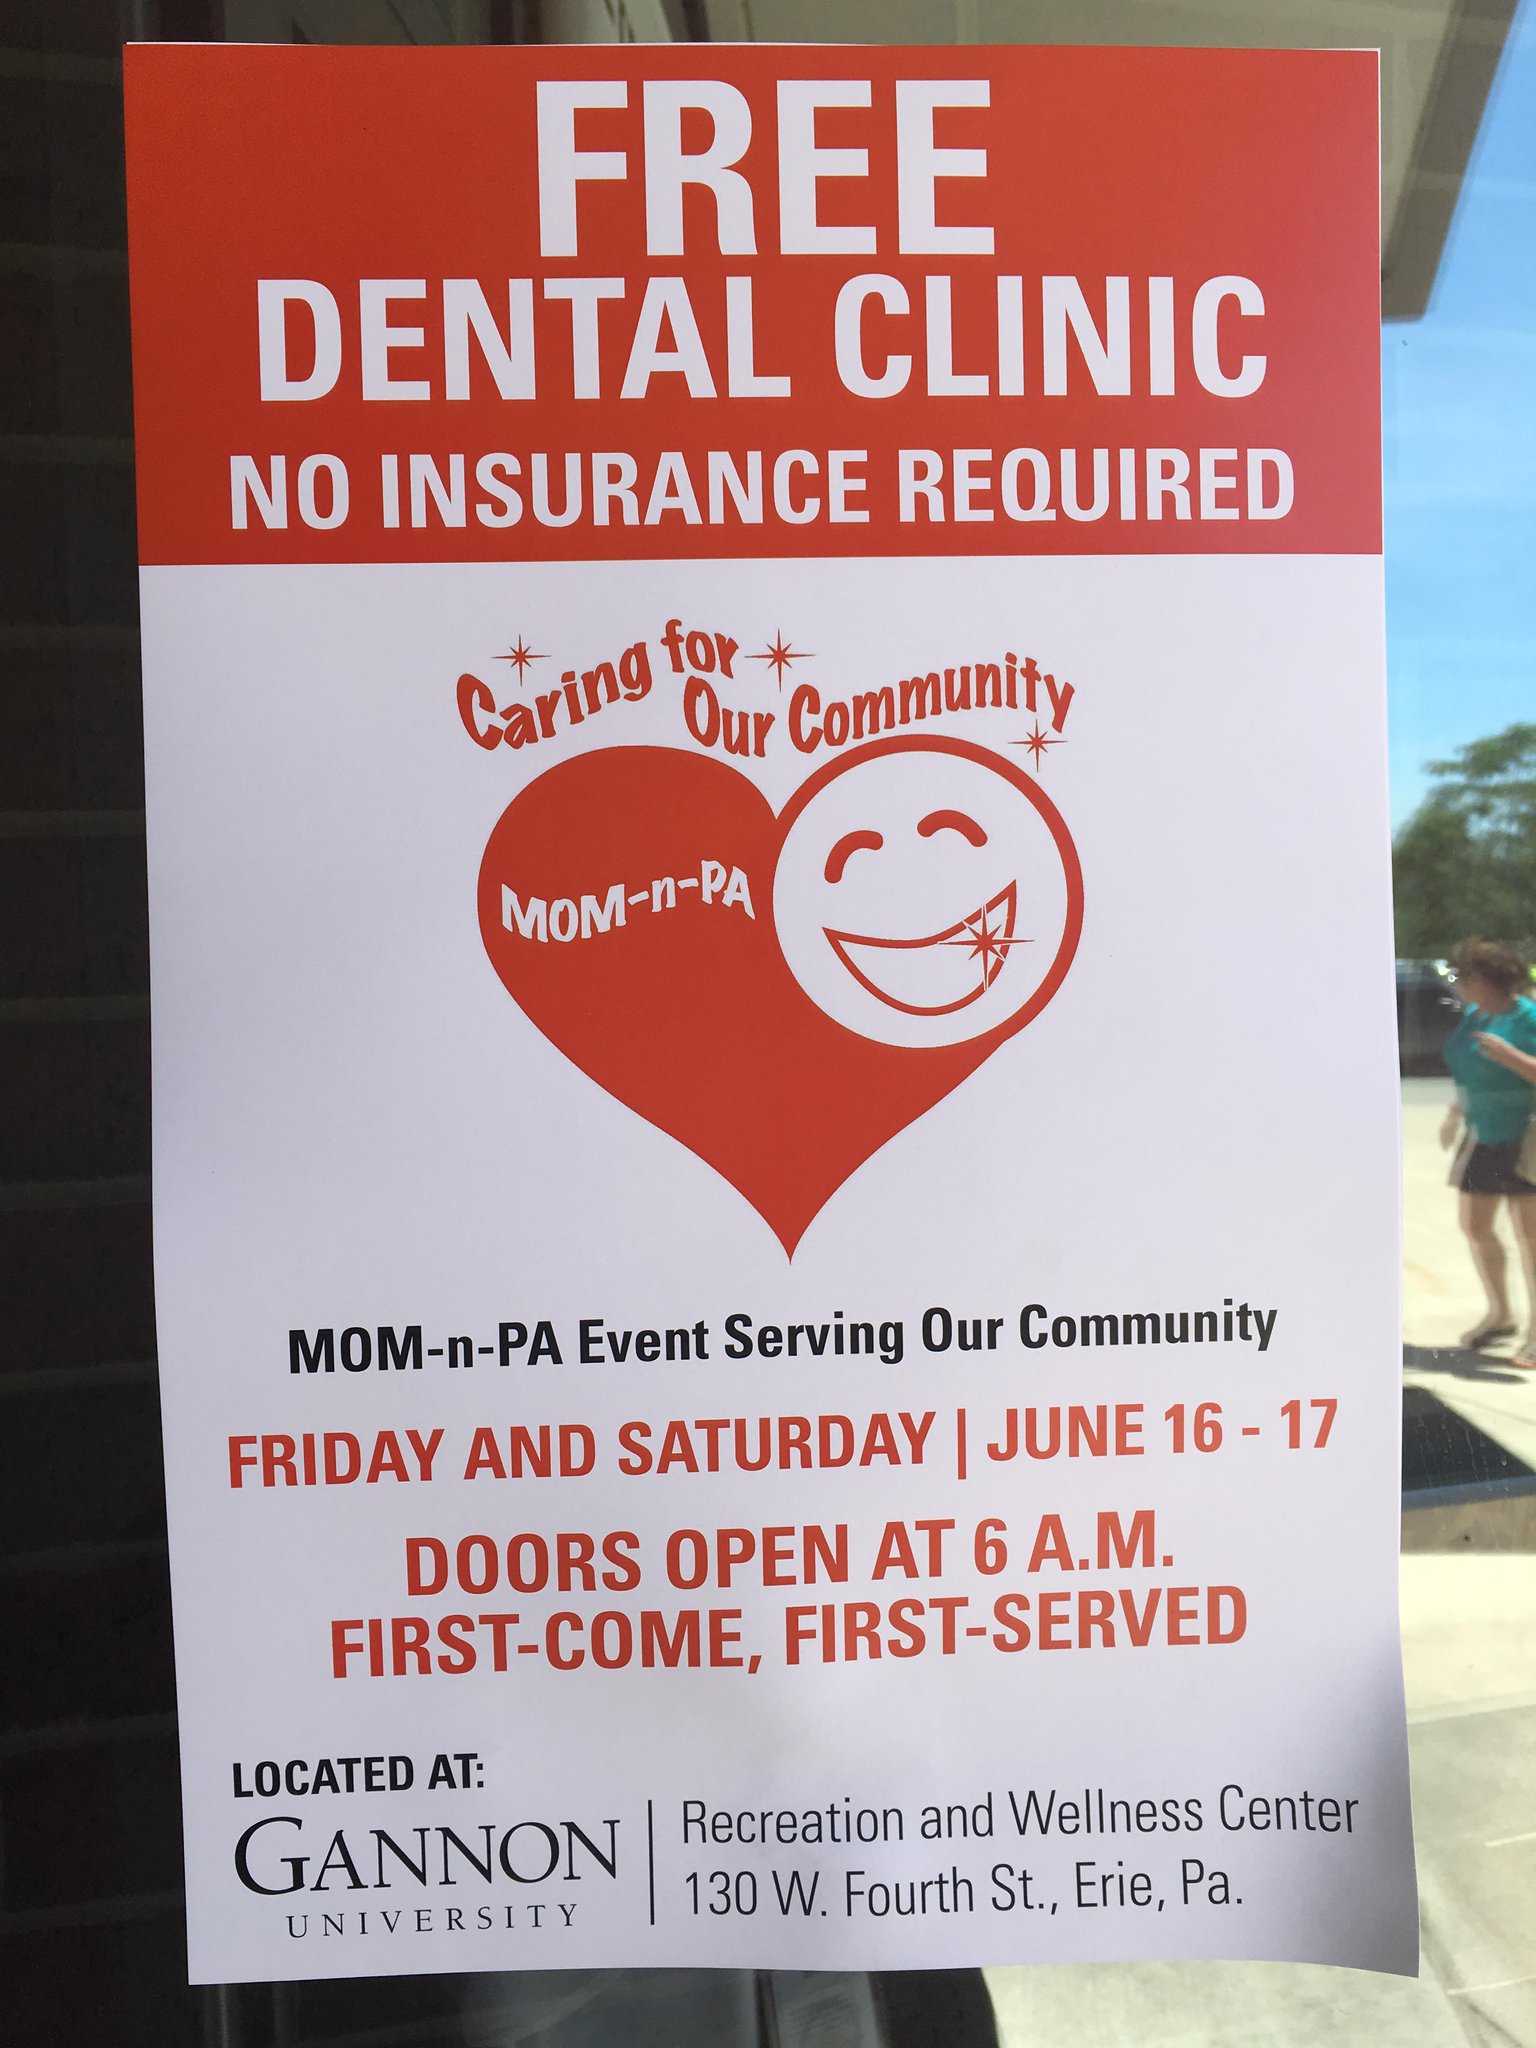 FREE
DENTAL CLINIC
NO INSURANCE REQUIRED
Caring for
Our Community
MOM-n-PA
MOM-n-PA Event Serving Our Community
FRIDAY AND SATURDAY | JUNE 16 - 17
DOORS OPEN AT 6 A.M.
FIRST-COME, FIRST-SERVED
LOCATED AT:
GANNON
UNIVERSITY
Recreation and Wellness Center
130 W. Fourth St., Erie, Pa.